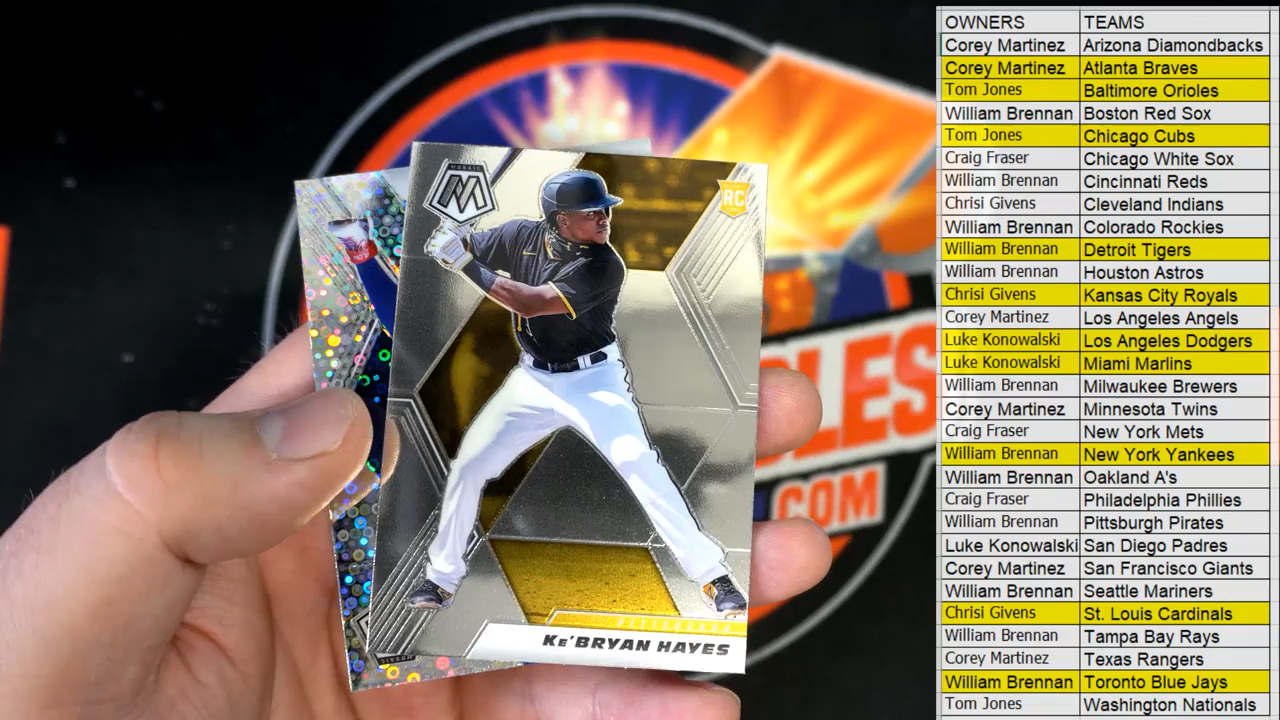 MOSAIC
RC
PITTSBURGH
KE'BRYAN HAYES
MOSAIC
LES
.COM
OWNERS TEAMS
Corey Martinez Arizona Diamondbacks
Corey Martinez Atlanta Braves
Tom Jones Baltimore Orioles
William Brennan Boston Red Sox
Tom Jones Chicago Cubs
Craig Fraser Chicago White Sox
William Brennan Cincinnati Reds
Chrisi Givens Cleveland Indians
William Brennan Colorado Rockies
William Brennan Detroit Tigers
William Brennan Houston Astros
Chrisi Givens Kansas City Royals
Corey Martinez Los Angeles Angels
Luke Konowalski Los Angeles Dodgers
Luke Konowalski Miami Marlins
William Brennan Milwaukee Brewers
Corey Martinez Minnesota Twins
Craig Fraser New York Mets
William Brennan New York Yankees
William Brennan Oakland A's
Craig Fraser Philadelphia Phillies
William Brennan Pittsburgh Pirates
Luke Konowalski San Diego Padres
Corey Martinez San Francisco Giants
William Brennan Seattle Mariners
Chrisi Givens St. Louis Cardinals
William Brennan Tampa Bay Rays
Corey Martinez Texas Rangers
William Brennan Toronto Blue Jays
Tom Jones Washington Nationals